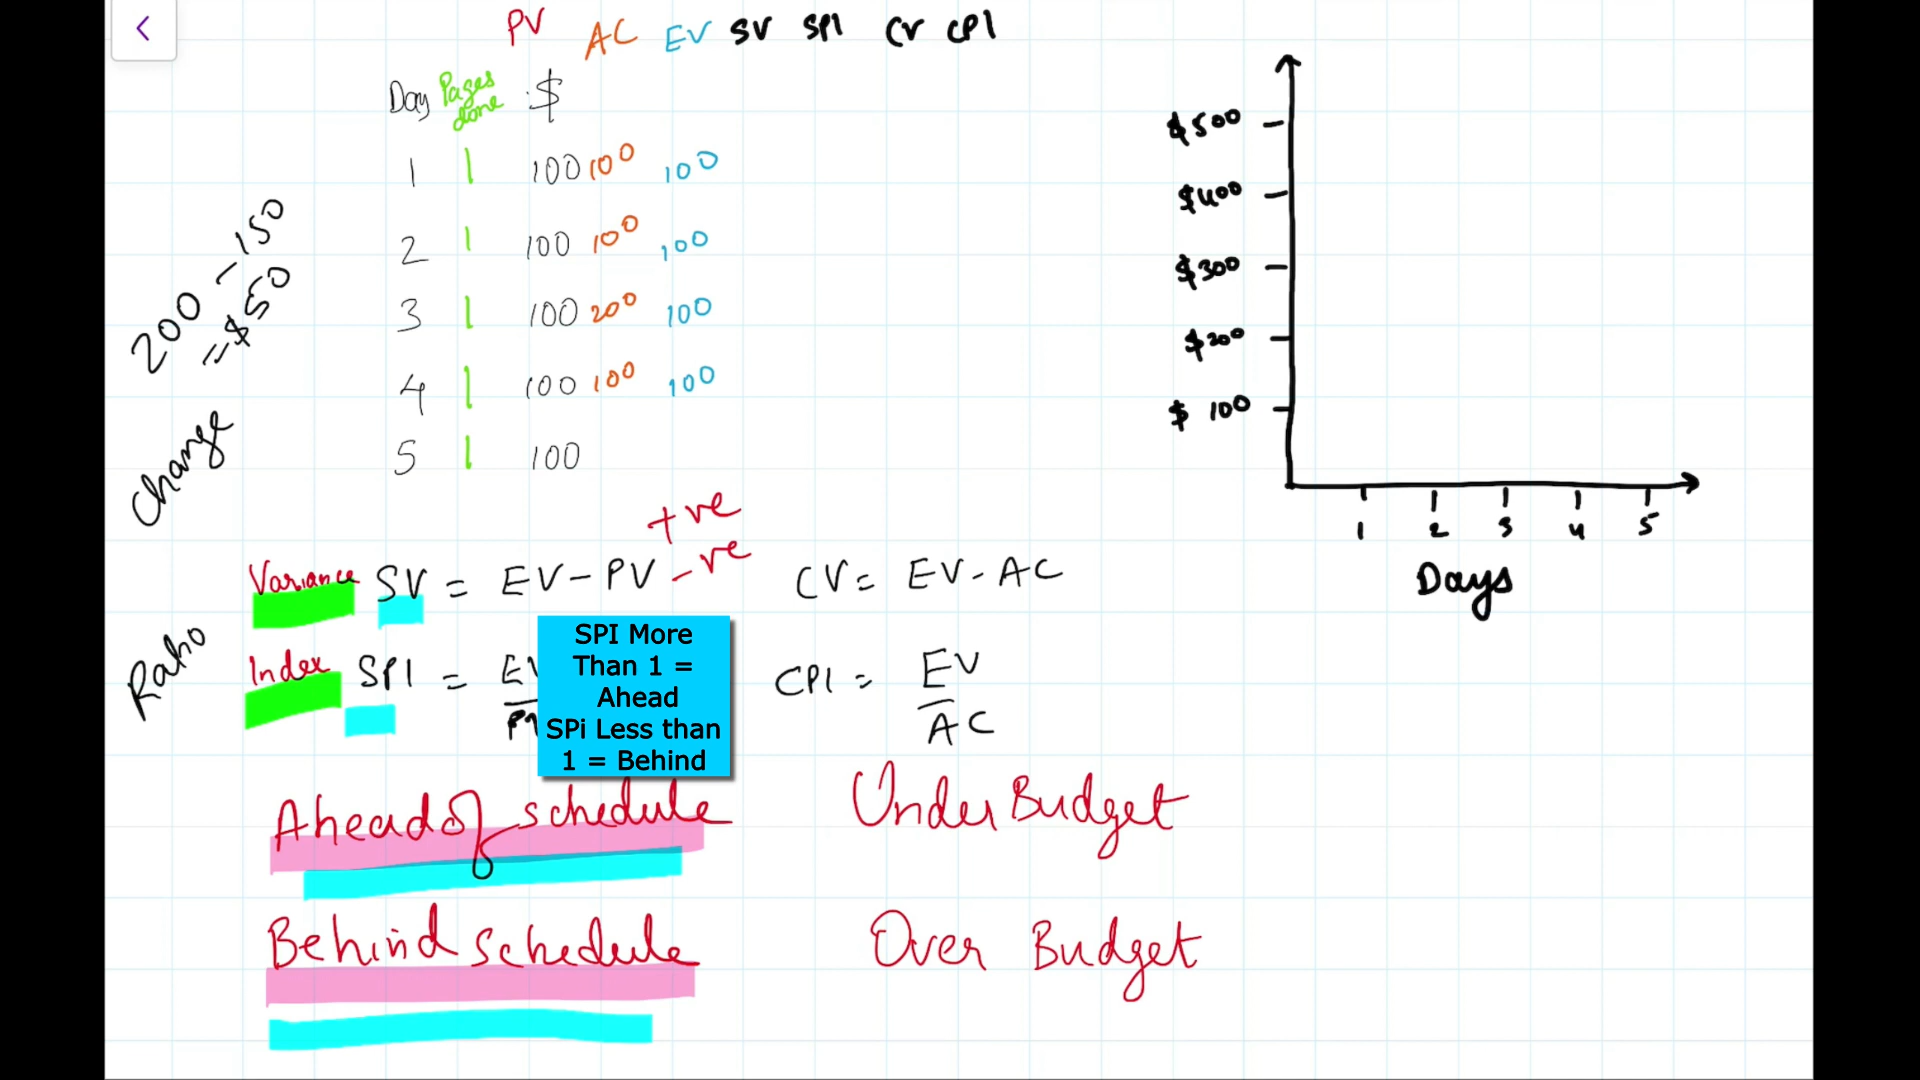 PV AC EV SV SPI CV CPI
Day Pages done $
1 1 100 100 100
2 1 100 100 100
3 1 100 200 100
4 1 100 100 100
5 1 100
200 - 150
= $50
Change
Ratio
+ve
-ve
Variance SV = EV - PV CV = EV - AC
Index SPI = EV
PV
CPI = EV
AC
SPI More
Than 1 =
Ahead
SPi Less than
1 = Behind
Ahead of schedule Under Budget
Behind schedule Over Budget
$500
$400
$300
$200
$ 100
1 2 3 4 5
Days